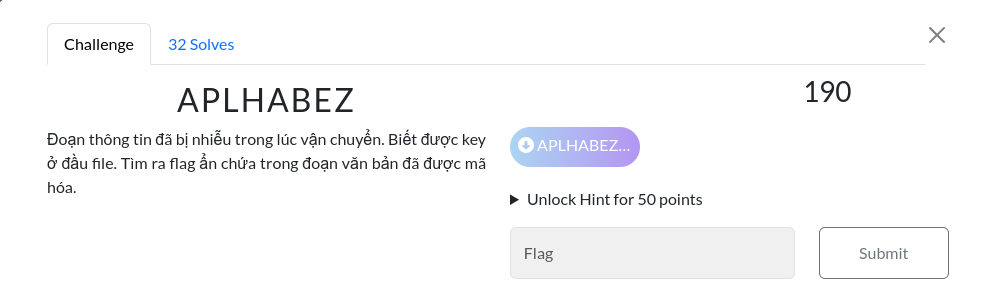 Challenge
32 Solves
APLHABEZ
190
Đoạn thông tin đã bị nhiễu trong lúc vận chuyển. Biết được key
ở đầu file. Tìm ra flag ẩn chứa trong đoạn văn bản đã được mã
hóa.
APLHABEZ...
Unlock Hint for 50 points
Flag
Submit